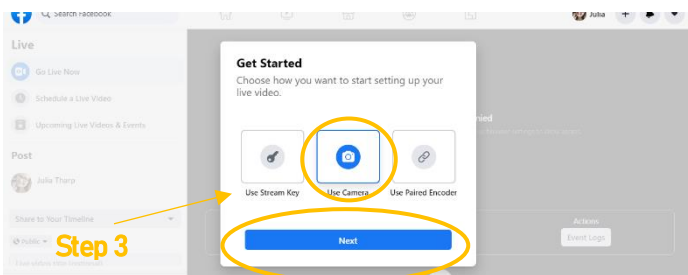 Search Facebook
Julia
Live
Go Live Now
Schedule a Live Video
Upcoming Live Videos & Events
Post
Julia Tharp
Share to Your Timeline
Public
Get Started
Choose how you want to start setting up your
live video.
Use Stream Key
Use Camera
Use Paired Encoder
Next
Step 3
nied
Actions
Event Logs